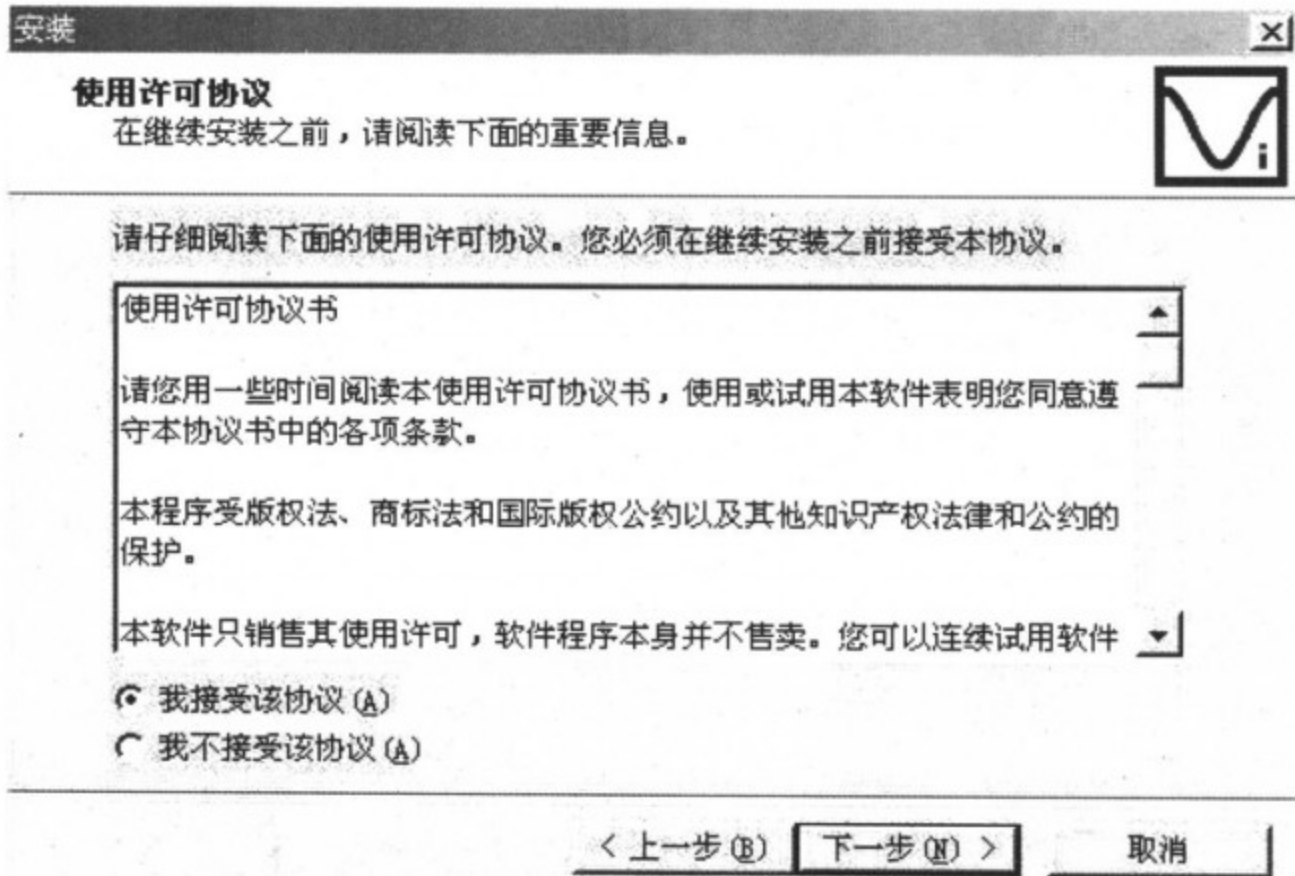 安装
使用许可协议
在继续安装之前，请阅读下面的重要信息。
i
请仔细阅读下面的使用许可协议。您必须在继续安装之前接受本协议。
使用许可协议书
请您用一些时间阅读本使用许可协议书，使用或试用本软件表明您同意遵
守本协议书中的各项条款。
本程序受版权法、商标法和国际版权公约以及其他知识产权法律和公约的
保护。
本软件只销售其使用许可，软件程序本身并不售卖。您可以连续试用软件
我接受该协议(A)
我不接受该协议(A)
< 上一步(B) 下一步(N) > 取消